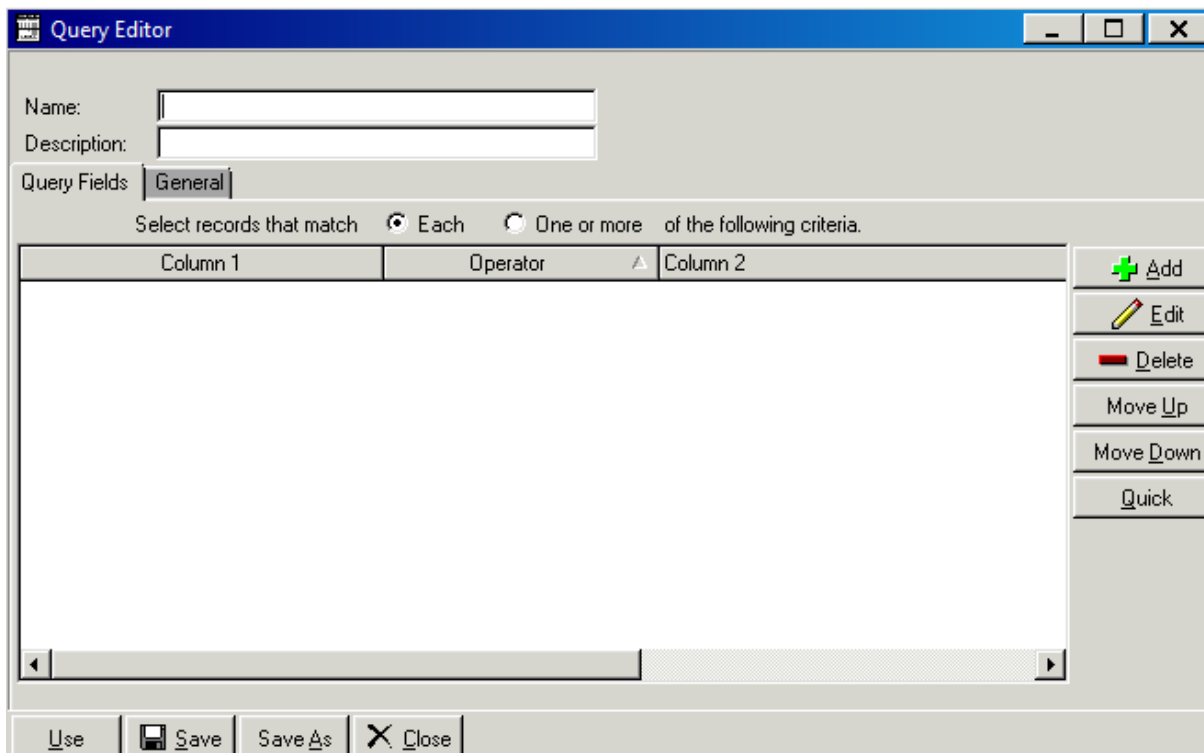 Query Editor
Name:
Description:
Query Fields General
Select records that match Each One or more of the following criteria.
Column 1 Operator Column 2
Add
Edit
Delete
Move Up
Move Down
Quick
Use Save Save As Close